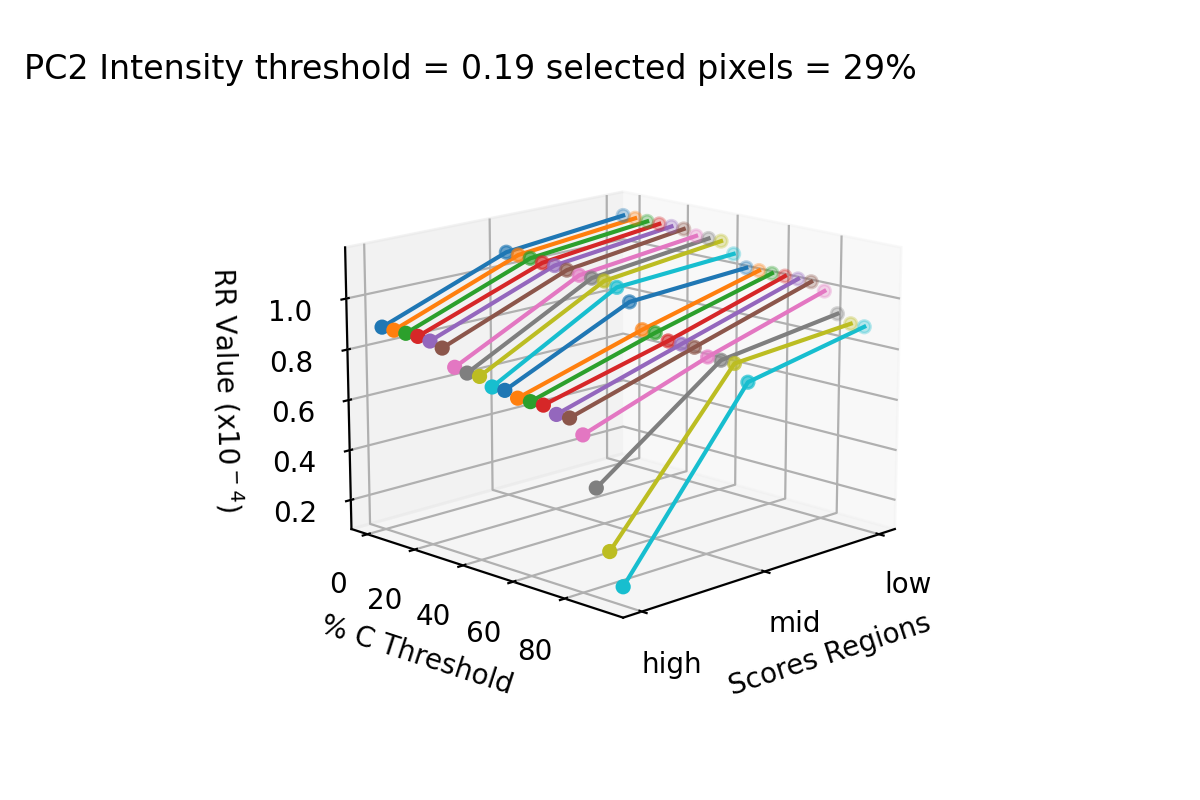 PC2 Intensity threshold = 0.19 selected pixels = 29%
RR Value (x10⁻⁴)
1.0
0.8
0.6
0.4
0.2
0
20
40
60
80
% C Threshold
high
mid
low
Scores Regions